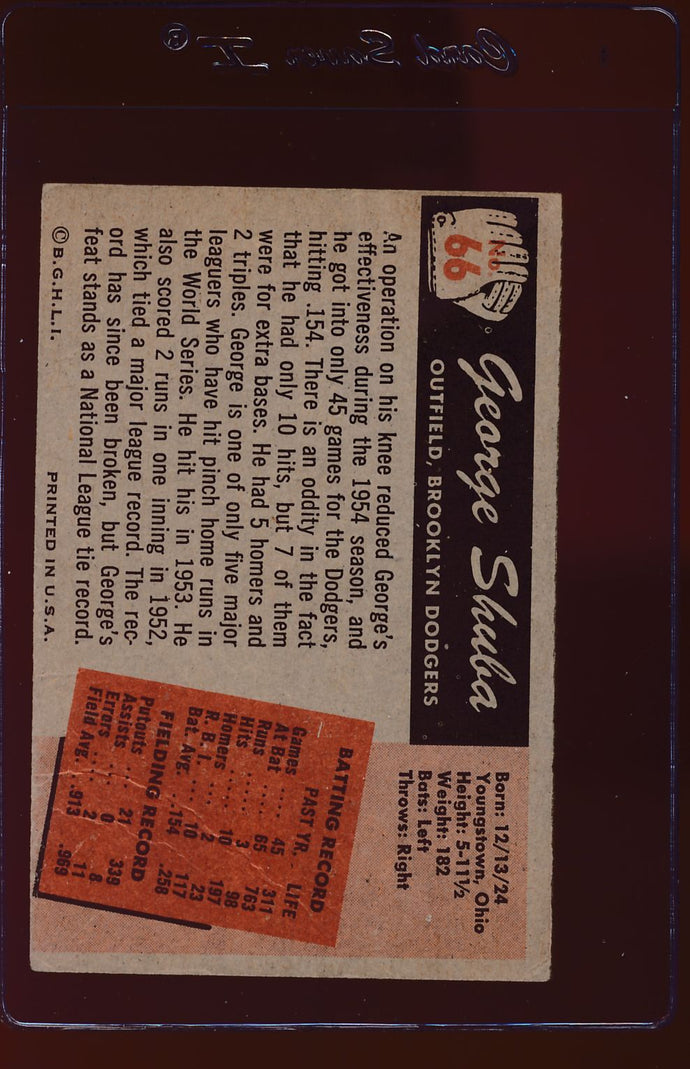 Card Saver I ®
No.
66
George Shuba
OUTFIELD, BROOKLYN DODGERS
An operation on his knee reduced George's
effectiveness during the 1954 season, and
he got into only 45 games for the Dodgers,
hitting .154. There is an oddity in the fact
that he had only 10 hits, but 7 of them
were for extra bases. He had 5 homers and
2 triples. George is one of only five major
leaguers who have hit pinch home runs in
the World Series. He hit his in 1953. He
also scored 2 runs in one inning in 1952,
which tied a major league record. The rec-
ord has since been broken, but George's
feat stands as a National League tie record.
©B.G.H.L.I. PRINTED IN U.S.A.
Born: 12/13/24
Youngstown, Ohio
Height: 5-11½
Weight: 182
Bats: Left
Throws: Right
BATTING RECORD
PAST YR. LIFE
Games .... 45 311
At Bat .... 65 763
Runs .... 3 98
Hits .... 10 197
Homers .... 2 23
R. B. I. .... 10 117
Bat. Avg. .. .154 .258
FIELDING RECORD
Putouts .... 21 339
Assists .... 0 8
Errors .... 2 11
Field Avg. .. .913 .969